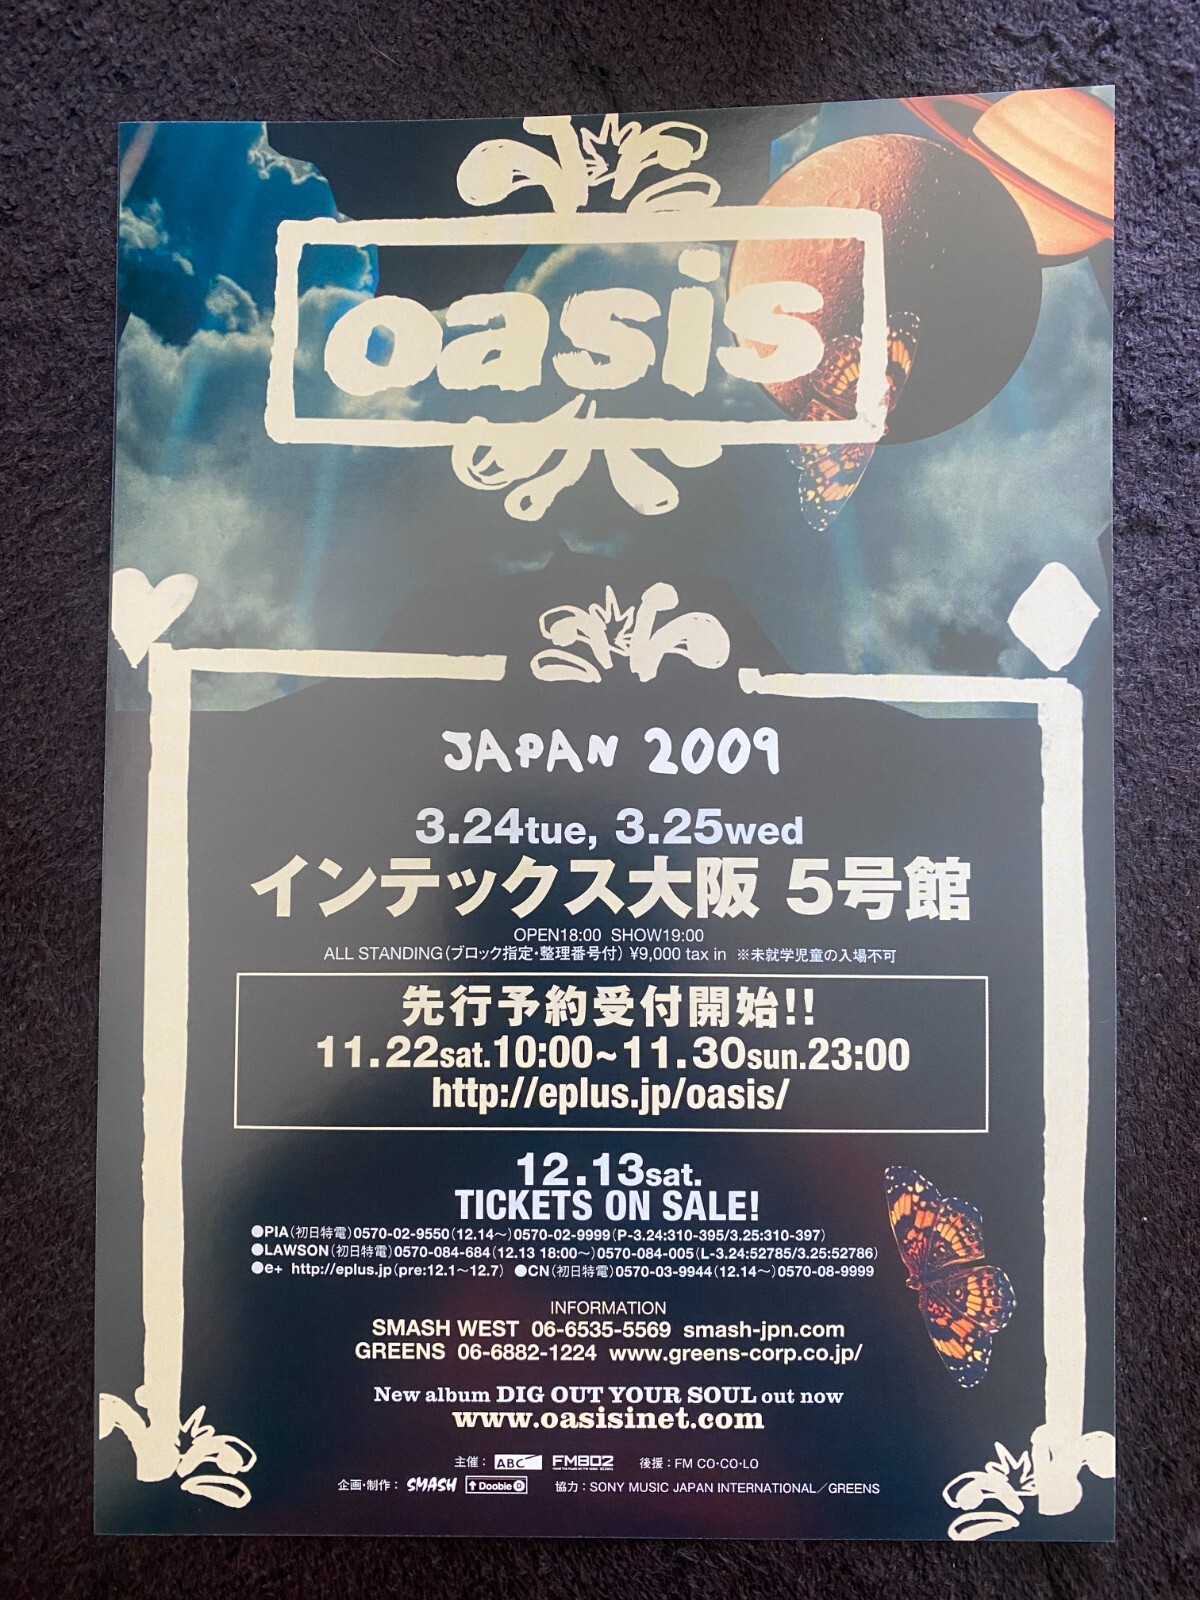 oasis
JAPAN 2009
3.24tue, 3.25wed
インテックス大阪 5号館
OPEN18:00 SHOW19:00
ALL STANDING(ブロック指定・整理番号付) ¥9,000 tax in ※未就学児童の入場不可
先行予約受付開始!!
11.22sat.10:00~11.30sun.23:00
http://eplus.jp/oasis/
12.13sat.
TICKETS ON SALE!
●PIA(初日特電)0570-02-9550(12.14〜)0570-02-9999(P-3.24:310-395/3.25:310-397)
●LAWSON(初日特電)0570-084-684(12.13 18:00〜)0570-084-005(L-3.24:52785/3.25:52786)
●e+ http://eplus.jp(pre:12.1〜12.7) ●CN(初日特電)0570-03-9944(12.14〜)0570-08-9999
INFORMATION
SMASH WEST 06-6535-5569 smash-jpn.com
GREENS 06-6882-1224 www.greens-corp.co.jp/
New album DIG OUT YOUR SOUL out now
www.oasisinet.com
主催: ABC FM802 後援:FM CO・CO・LO
企画・制作: SMASH Doobie D 協力:SONY MUSIC JAPAN INTERNATIONAL/GREENS